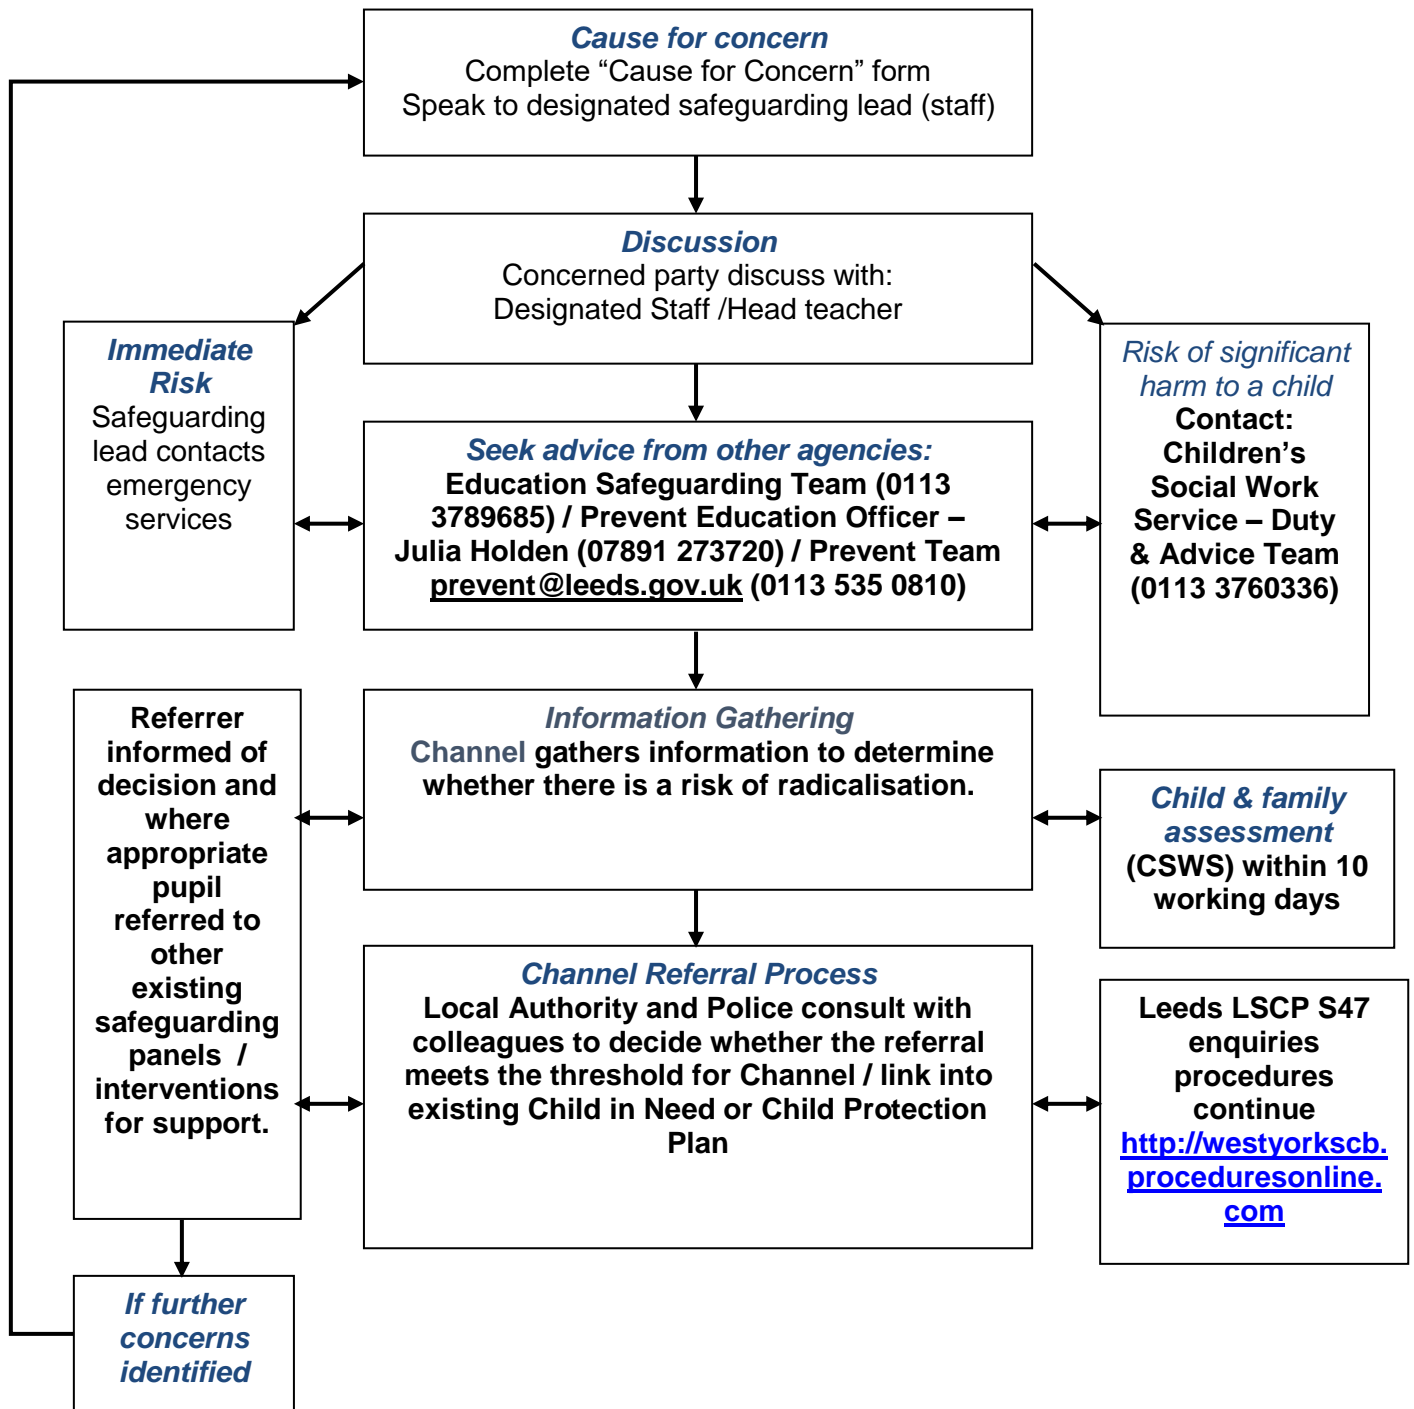 Cause for concern
Complete “Cause for Concern” form
Speak to designated safeguarding lead (staff)
Discussion
Concerned party discuss with:
Designated Staff /Head teacher
Immediate
Risk
Safeguarding
lead contacts
emergency
services
Seek advice from other agencies:
Education Safeguarding Team (0113
3789685) / Prevent Education Officer –
Julia Holden (07891 273720) / Prevent Team
prevent@leeds.gov.uk (0113 535 0810)
Risk of significant
harm to a child
Contact:
Children’s
Social Work
Service – Duty
& Advice Team
(0113 3760336)
Referrer
informed of
decision and
where
appropriate
pupil
referred to
other
existing
safeguarding
panels /
interventions
for support.
Information Gathering
Channel gathers information to determine
whether there is a risk of radicalisation.
Child & family
assessment
(CSWS) within 10
working days
Channel Referral Process
Local Authority and Police consult with
colleagues to decide whether the referral
meets the threshold for Channel / link into
existing Child in Need or Child Protection
Plan
Leeds LSCP S47
enquiries
procedures
continue
http://westyorkscb.
proceduresonline.
com
If further
concerns
identified